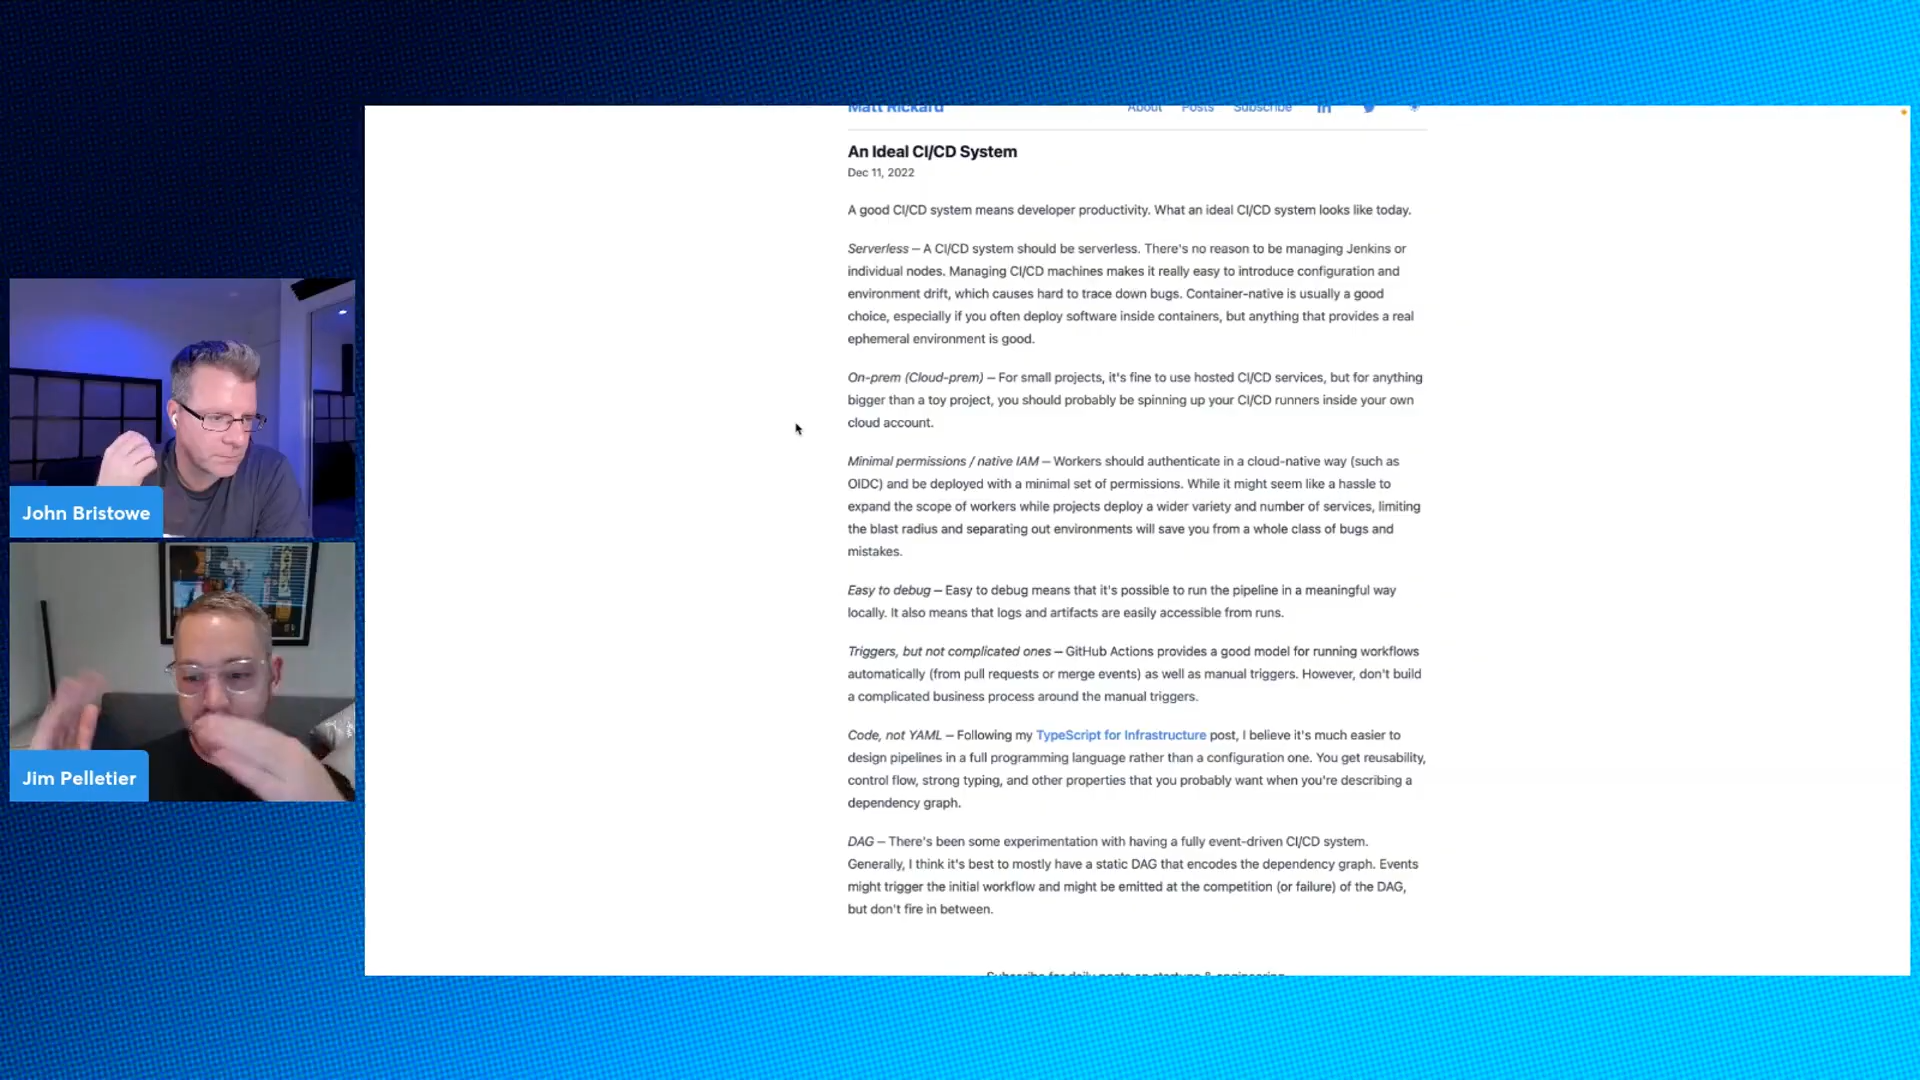 Matt Rickard
About Posts Subscribe in
An Ideal CI/CD System
Dec 11, 2022
A good CI/CD system means developer productivity. What an ideal CI/CD system looks like today.
Serverless – A CI/CD system should be serverless. There's no reason to be managing Jenkins or
individual nodes. Managing CI/CD machines makes it really easy to introduce configuration and
environment drift, which causes hard to trace down bugs. Container-native is usually a good
choice, especially if you often deploy software inside containers, but anything that provides a real
ephemeral environment is good.
On-prem (Cloud-prem) – For small projects, it's fine to use hosted CI/CD services, but for anything
bigger than a toy project, you should probably be spinning up your CI/CD runners inside your own
cloud account.
Minimal permissions / native IAM – Workers should authenticate in a cloud-native way (such as
OIDC) and be deployed with a minimal set of permissions. While it might seem like a hassle to
expand the scope of workers while projects deploy a wider variety and number of services, limiting
the blast radius and separating out environments will save you from a whole class of bugs and
mistakes.
Easy to debug – Easy to debug means that it's possible to run the pipeline in a meaningful way
locally. It also means that logs and artifacts are easily accessible from runs.
Triggers, but not complicated ones – GitHub Actions provides a good model for running workflows
automatically (from pull requests or merge events) as well as manual triggers. However, don't build
a complicated business process around the manual triggers.
Code, not YAML – Following my TypeScript for Infrastructure post, I believe it's much easier to
design pipelines in a full programming language rather than a configuration one. You get reusability,
control flow, strong typing, and other properties that you probably want when you're describing a
dependency graph.
DAG – There's been some experimentation with having a fully event-driven CI/CD system.
Generally, I think it's best to mostly have a static DAG that encodes the dependency graph. Events
might trigger the initial workflow and might be emitted at the competition (or failure) of the DAG,
but don't fire in between.
Subscribe for daily posts on startups & engineering
John Bristowe
Jim Pelletier